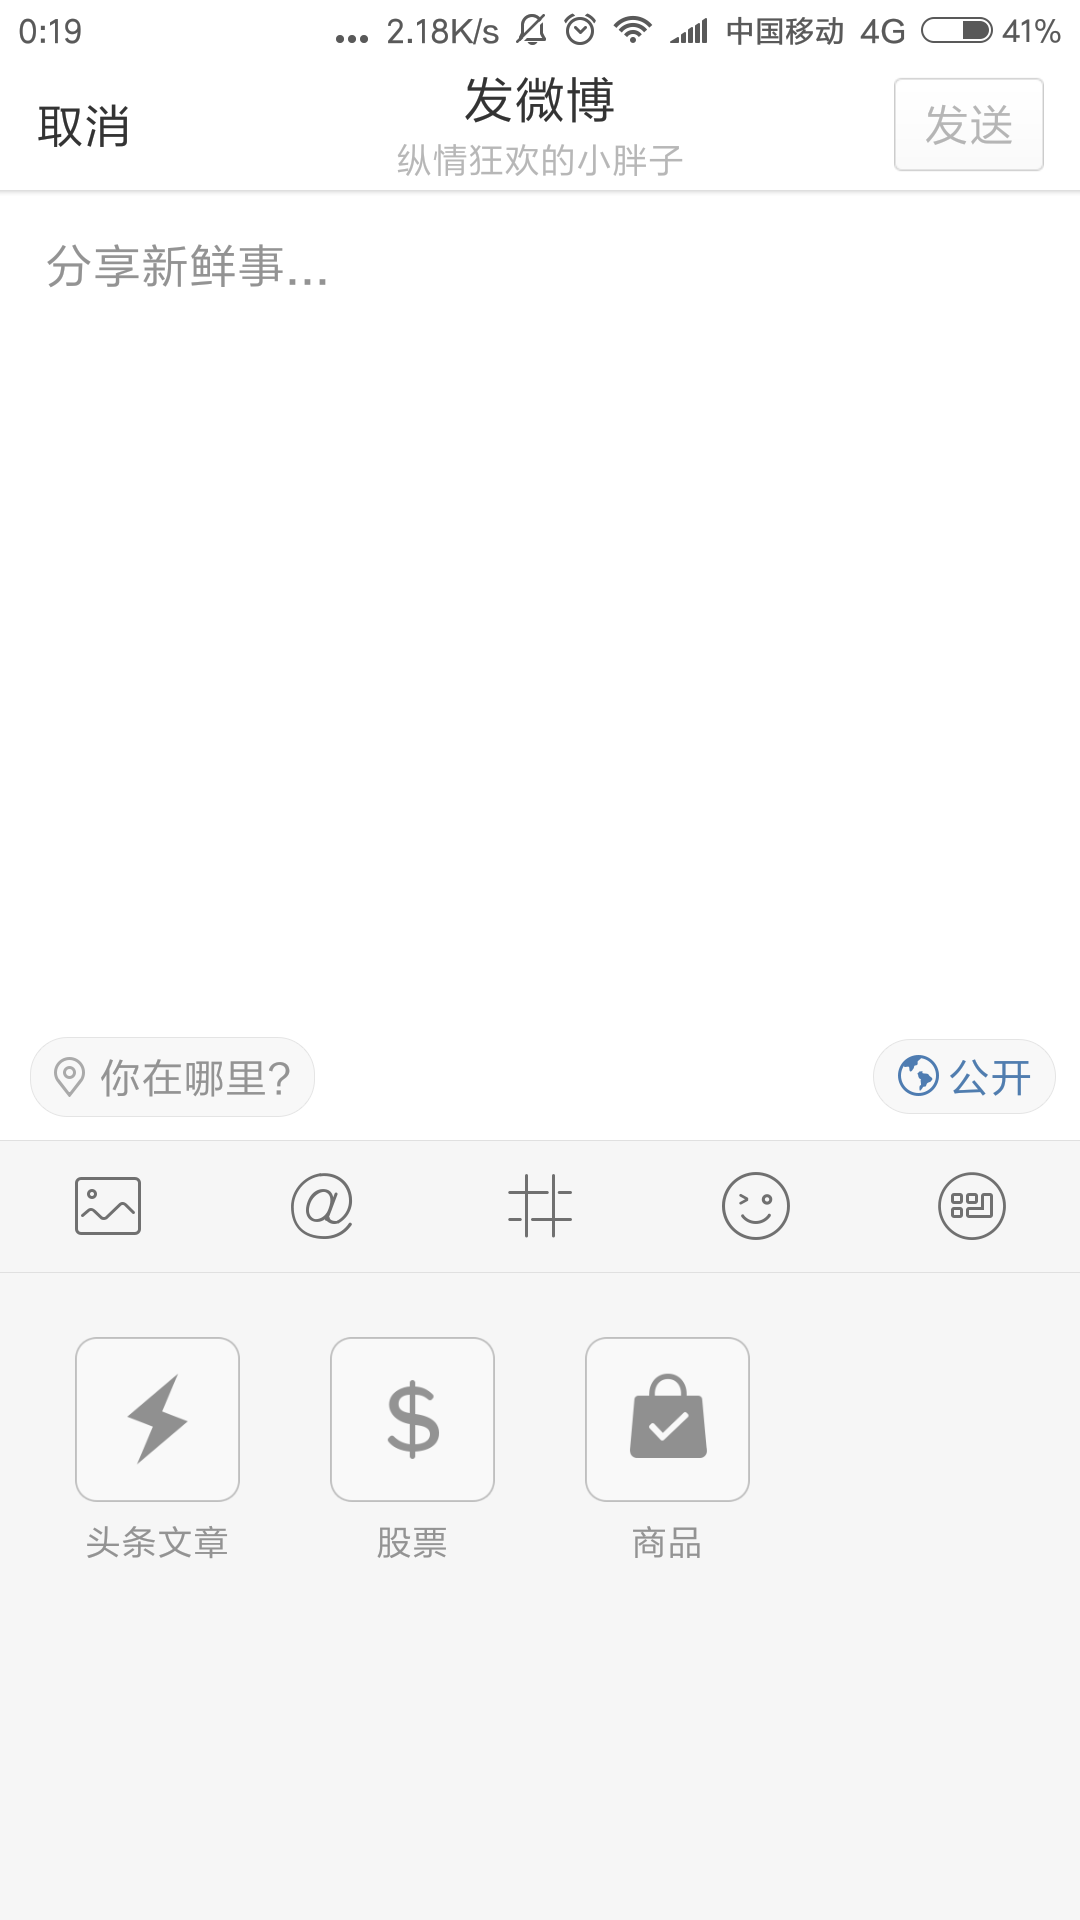 0:19 ... 2.18K/s 中国移动 4G 41%
取消 发微博 发送
纵情狂欢的小胖子
分享新鲜事...
你在哪里? 公开
头条文章 股票 商品